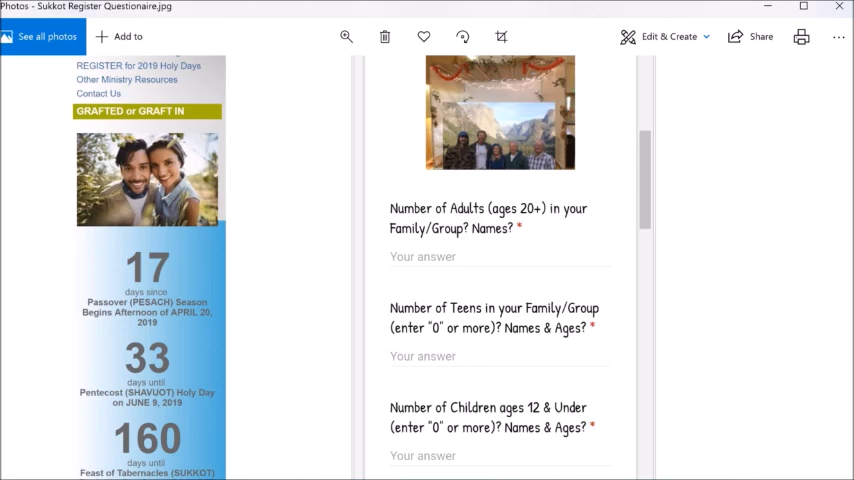 Photos - Sukkot Register Questionaire.jpg
See all photos
Add to
Edit & Create
Share
REGISTER for 2019 Holy Days
Other Ministry Resources
Contact Us
GRAFTED or GRAFT IN
17
days since
Passover (PESACH) Season
Begins Afternoon of APRIL 20,
2019
33
days until
Pentecost (SHAVUOT) Holy Day
on JUNE 9, 2019
160
days until
Feast of Tabernacles (SUKKOT)
Number of Adults (ages 20+) in your
Family/Group? Names? *
Your answer
Number of Teens in your Family/Group
(enter "0" or more)? Names & Ages? *
Your answer
Number of Children ages 12 & Under
(enter "0" or more)? Names & Ages? *
Your answer